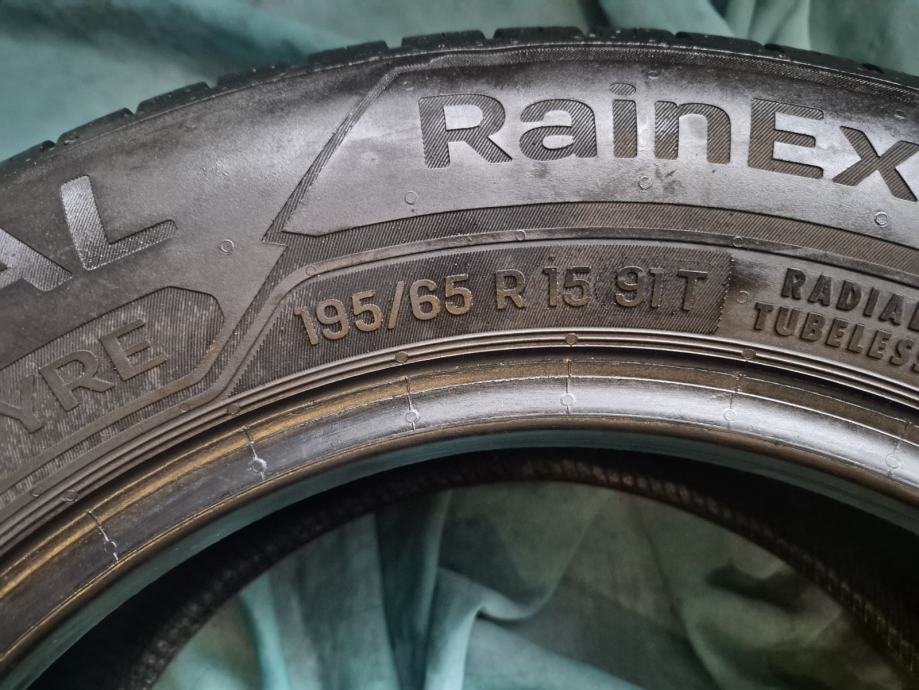 RainEx
AL
195/65 R 15 91T
RADIAL
TUBELESS
YRE